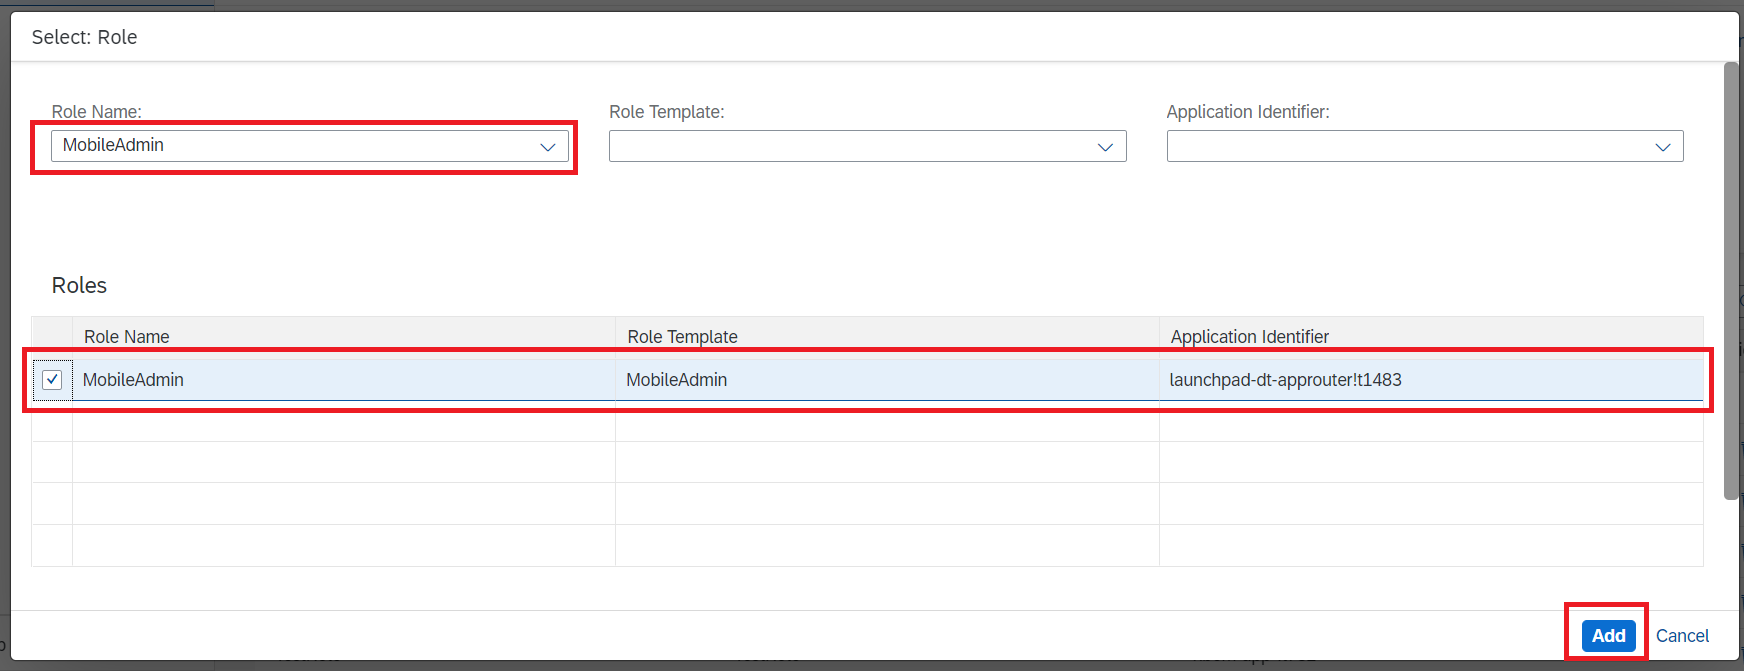 Select: Role
Role Name: Role Template: Application Identifier:
MobileAdmin
Roles
Role Name Role Template Application Identifier
MobileAdmin MobileAdmin launchpad-dt-approuter!t1483
Add Cancel